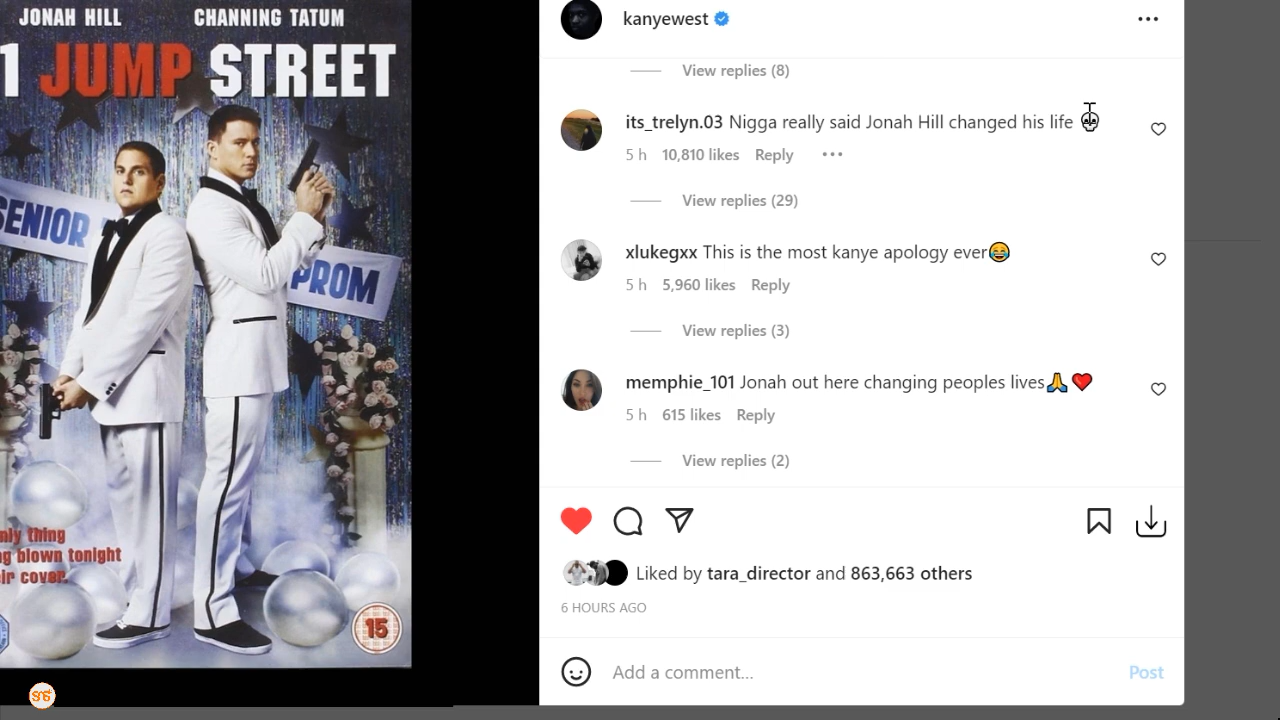 JONAH HILL
CHANNING TATUM
1 JUMP STREET
SENIOR
PROM
nly thing
g blown tonight
eir cover.
15
kanyewest
View replies (8)
its_trelyn.03 Nigga really said Jonah Hill changed his life 💀
5 h 10,810 likes Reply
View replies (29)
xlukegxx This is the most kanye apology ever😂
5 h 5,960 likes Reply
View replies (3)
memphie_101 Jonah out here changing peoples lives🙏❤️
5 h 615 likes Reply
View replies (2)
Liked by tara_director and 863,663 others
6 HOURS AGO
Add a comment...
Post